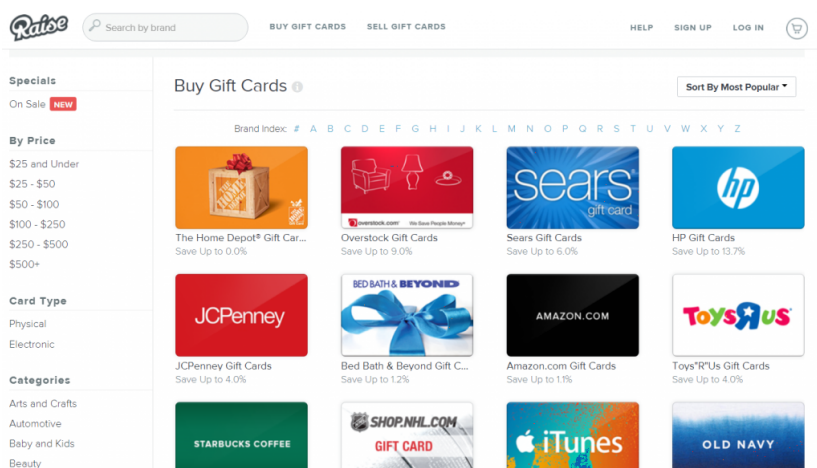 Raise
Search by brand
BUY GIFT CARDS
SELL GIFT CARDS
HELP
SIGN UP
LOG IN
Specials
On Sale NEW
By Price
$25 and Under
$25 - $50
$50 - $100
$100 - $250
$250 - $500
$500+
Card Type
Physical
Electronic
Categories
Arts and Crafts
Automotive
Baby and Kids
Beauty
Buy Gift Cards
Sort By Most Popular
Brand Index: # A B C D E F G H I J K L M N O P Q R S T U V W X Y Z
THE HOME DEPOT
The Home Depot® Gift Car...
Save Up to 0.0%
overstock.com We Save People Money
Overstock Gift Cards
Save Up to 9.0%
sears
gift card
Sears Gift Cards
Save Up to 6.0%
hp
HP Gift Cards
Save Up to 13.7%
JCPenney
JCPenney Gift Cards
Save Up to 4.0%
BED BATH & BEYOND
Bed Bath & Beyond Gift C...
Save Up to 1.2%
AMAZON.COM
Amazon.com Gift Cards
Save Up to 1.1%
Toys"R"Us
Toys"R"Us Gift Cards
Save Up to 4.0%
STARBUCKS COFFEE
SHOP.NHL.COM
GIFT CARD
iTunes
OLD NAVY